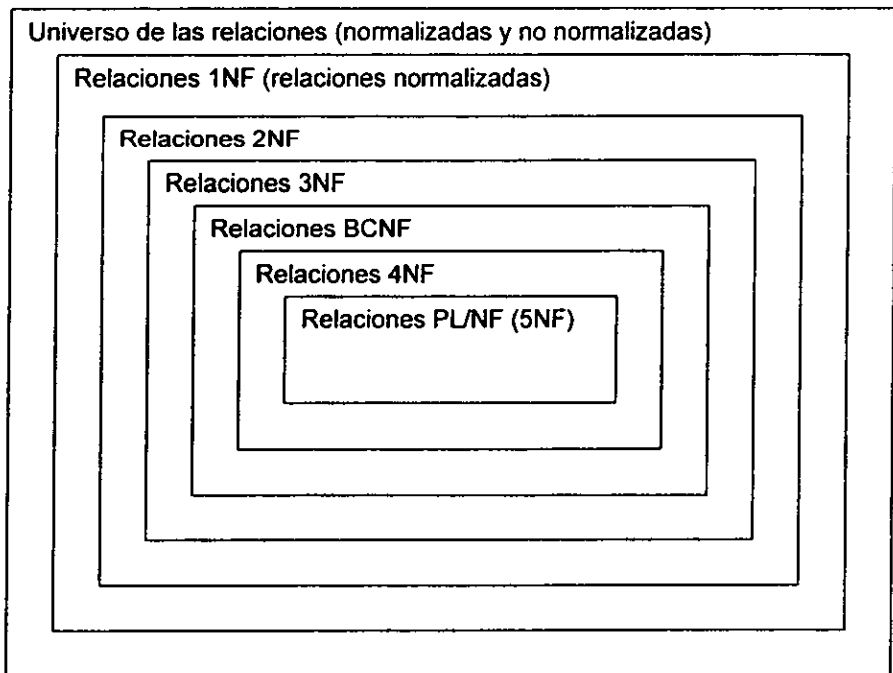 Universo de las relaciones (normalizadas y no normalizadas)
Relaciones 1NF (relaciones normalizadas)
Relaciones 2NF
Relaciones 3NF
Relaciones BCNF
Relaciones 4NF
Relaciones PL/NF (5NF)